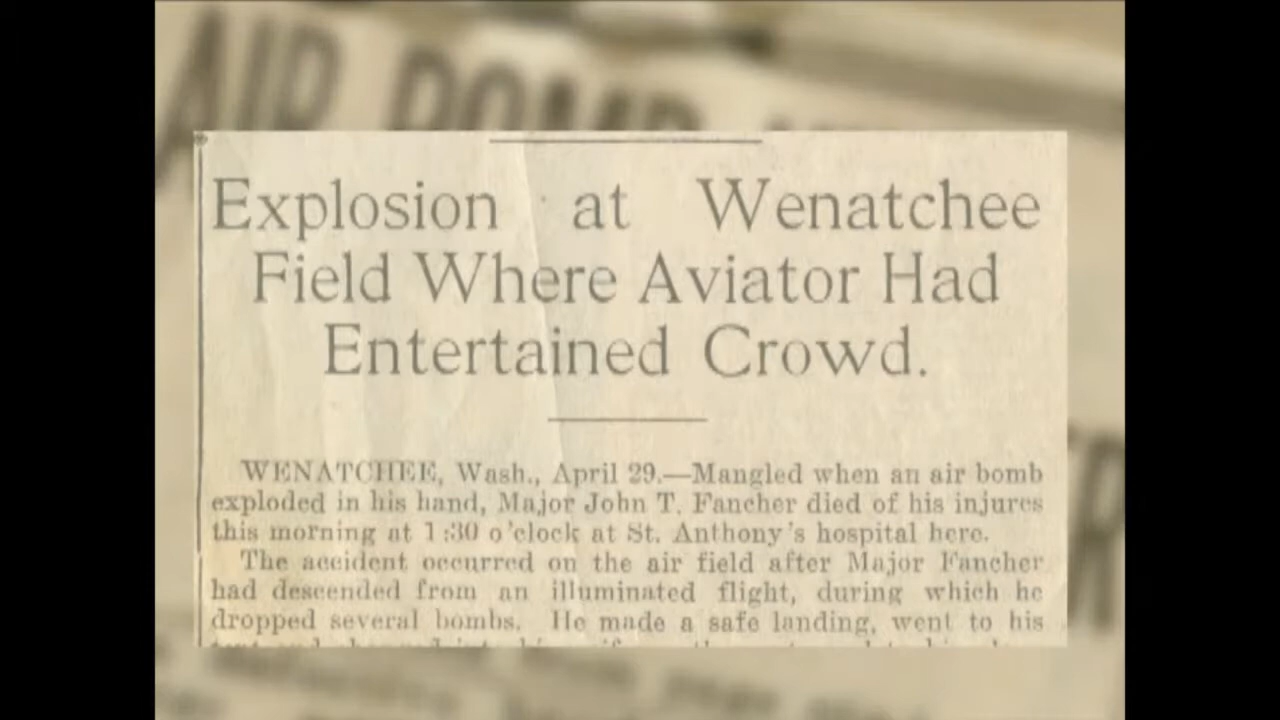 AIR BOMB
Explosion at Wenatchee
Field Where Aviator Had
Entertained Crowd.
WENATCHEE, Wash., April 29.—Mangled when an air bomb
exploded in his hand, Major John T. Fancher died of his injures
this morning at 1:30 o'clock at St. Anthony's hospital here.
The accident occurred on the air field after Major Fancher
had descended from an illuminated flight, during which he
dropped several bombs. He made a safe landing, went to his